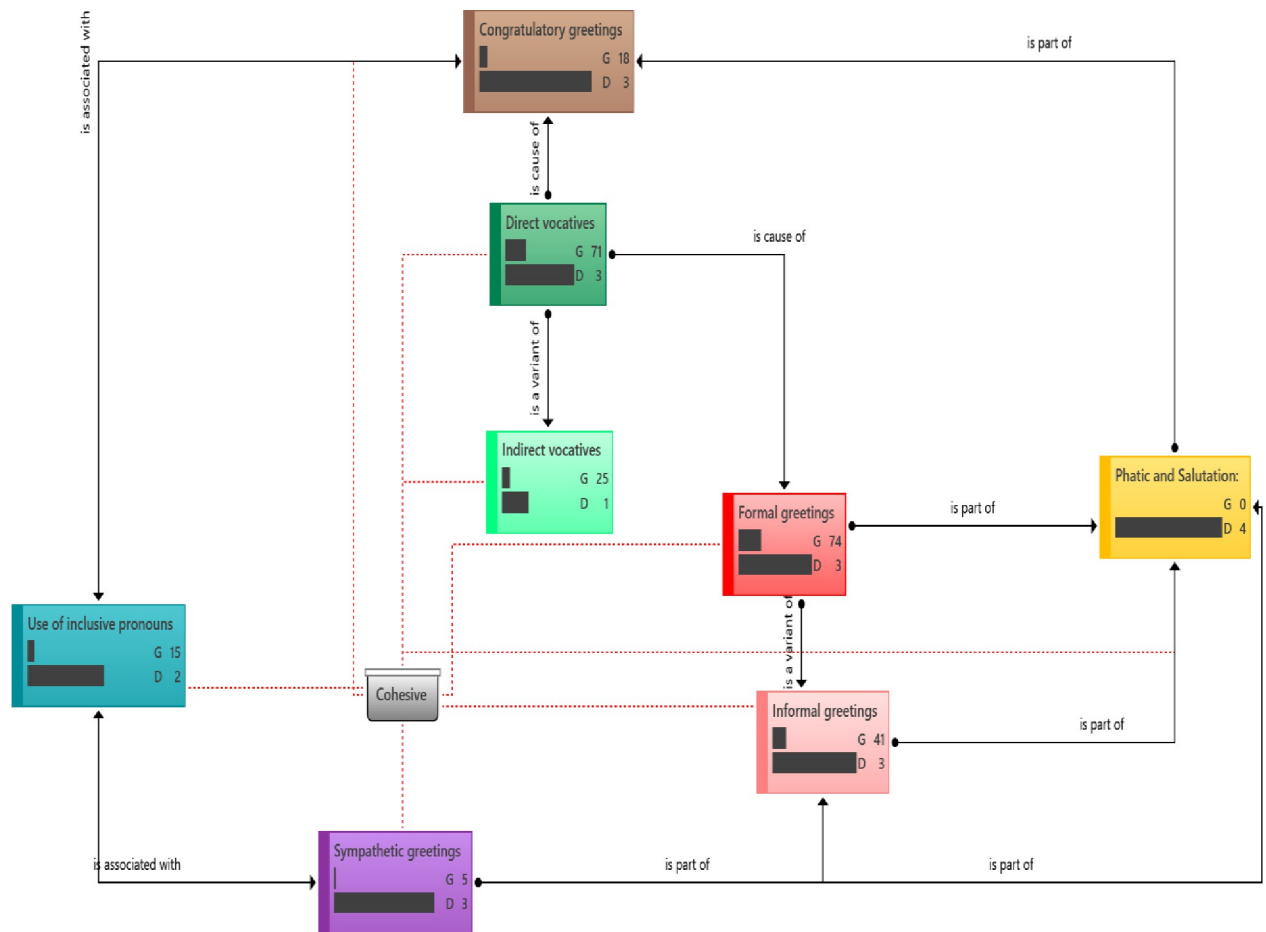 is associated with
Congratulatory greetings
G 18
D 3
is part of
is cause of
Direct vocatives
G 71
D 3
is cause of
is a variant of
Indirect vocatives
G 25
D 1
Phatic and Salutation:
G 0
D 4
Formal greetings
G 74
D 3
is part of
is a variant of
Use of inclusive pronouns
G 15
D 2
Cohesive
Informal greetings
G 41
D 3
is part of
Sympathetic greetings
G 5
D 3
is associated with
is part of
is part of